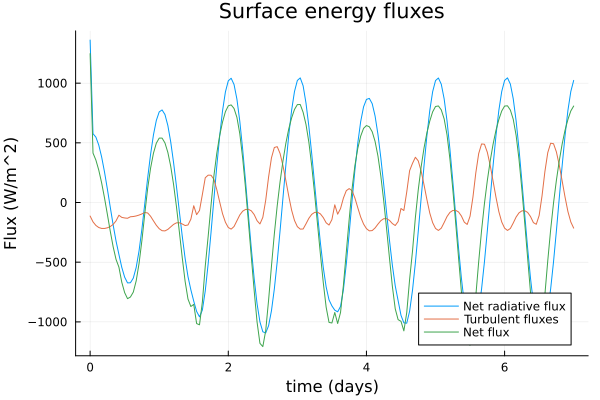 Surface energy fluxes
Flux (W/m^2)
1000
500
0
−500
−1000
0
2
4
6
time (days)
Net radiative flux
Turbulent fluxes
Net flux